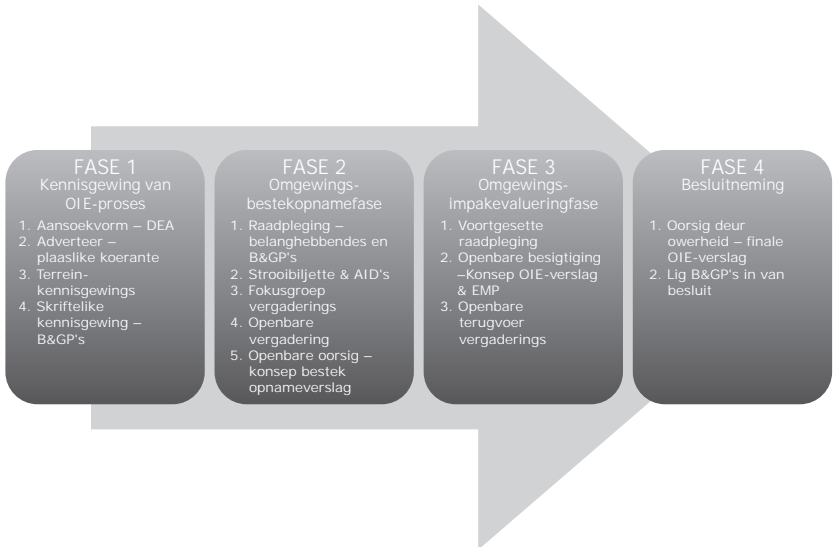 FASE 1
Kennisgewing van
OIE-proses
1. Aansoekvorm – DEA
2. Adverteer –
plaaslike koerante
3. Terrein-
kennisgewings
4. Skriftelike
kennisgewing –
B&GP's
FASE 2
Omgewings-
bestekopnamefase
1. Raadpleging –
belanghebbendes en
B&GP's
2. Strooibiljette & AID's
3. Fokusgroep
vergaderings
4. Openbare
vergadering
5. Openbare oorsig –
konsep bestek
opnameverslag
FASE 3
Omgewings-
impakevalueringfase
1. Voortgesette
raadpleging
2. Openbare besigtiging
–Konsep OIE-verslag
& EMP
3. Openbare
terugvoer
vergaderings
FASE 4
Besluitneming
1. Oorsig deur
owerheid – finale
OIE-verslag
2. Lig B&GP's in van
besluit